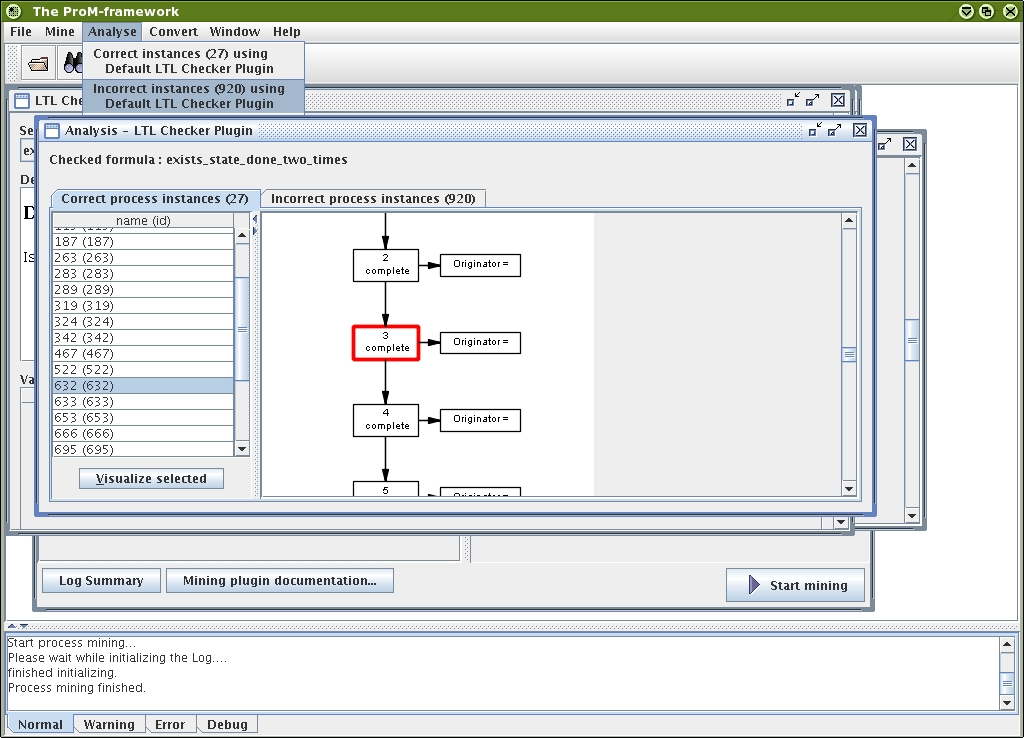 The ProM-framework
File Mine Analyse Convert Window Help
Correct instances (27) using
Default LTL Checker Plugin
Incorrect instances (920) using
Default LTL Checker Plugin
LTL Che
Analysis - LTL Checker Plugin
Checked formula : exists_state_done_two_times
Correct process instances (27)
Incorrect process instances (920)
name (id)
187 (187)
263 (263)
283 (283)
289 (289)
319 (319)
324 (324)
342 (342)
467 (467)
522 (522)
632 (632)
633 (633)
653 (653)
666 (666)
695 (695)
Visualize selected
2
complete
Originator=
3
complete
Originator=
4
complete
Originator=
5
Originator=
Se
ex
De
D
Is
Va
Log Summary
Mining plugin documentation...
Start mining
Start process mining...
Please wait while initializing the Log....
finished initializing.
Process mining finished.
Normal Warning Error Debug